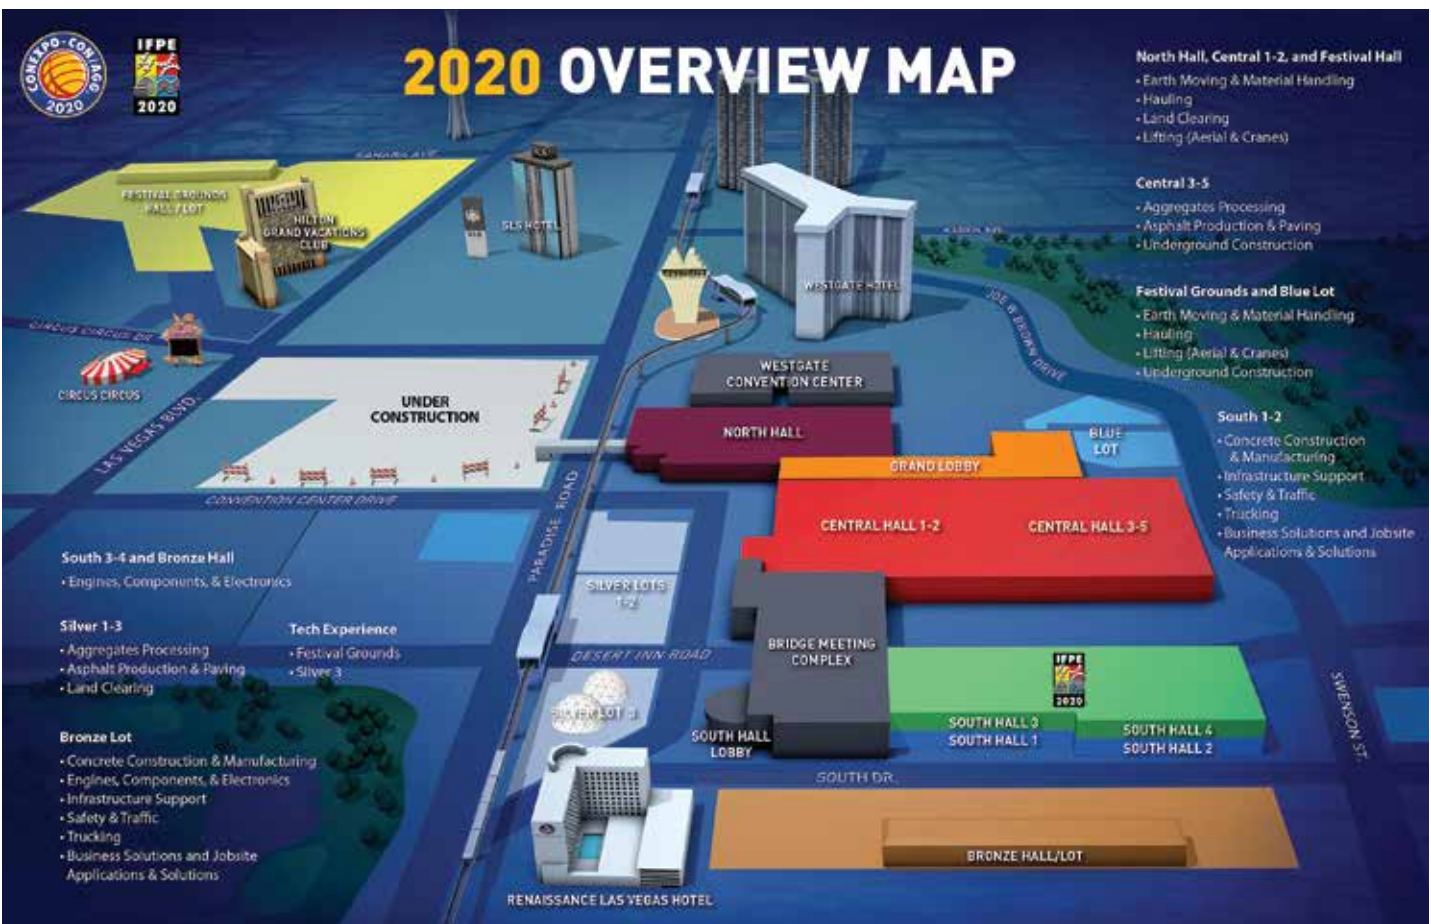 CONEXPO-CON/AGG
2020
IFPE
2020
2020 OVERVIEW MAP
North Hall, Central 1-2, and Festival Hall
• Earth Moving & Material Handling
• Hauling
• Land Clearing
• Lifting (Aerial & Cranes)
Central 3-5
• Aggregates Processing
• Asphalt Production & Paving
• Underground Construction
Festival Grounds and Blue Lot
• Earth Moving & Material Handling
• Hauling
• Lifting (Aerial & Cranes)
• Underground Construction
South 1-2
• Concrete Construction
& Manufacturing
• Infrastructure Support
• Safety & Traffic
• Trucking
• Business Solutions and Jobsite
Applications & Solutions
SAHARA AVE
FESTIVAL GROUNDS
HALL/LOT
HILTON
GRAND VACATIONS
CLUB
SLS HOTEL
WESTGATE HOTEL
JOE W BROWN DRIVE
CIRCUS CIRCUS DR
CIRCUS CIRCUS
LAS VEGAS BLVD.
UNDER
CONSTRUCTION
WESTGATE
CONVENTION CENTER
NORTH HALL
GRAND LOBBY
BLUE
LOT
CONVENTION CENTER DRIVE
PARADISE ROAD
CENTRAL HALL 1-2
CENTRAL HALL 3-5
SILVER LOTS
1-2
DESERT INN ROAD
BRIDGE MEETING
COMPLEX
IFPE
2020
SILVER LOT 3
SOUTH HALL
LOBBY
SOUTH HALL 3
SOUTH HALL 1
SOUTH HALL 4
SOUTH HALL 2
SWENSON ST.
SOUTH DR.
BRONZE HALL/LOT
RENAISSANCE LAS VEGAS HOTEL
South 3-4 and Bronze Hall
• Engines, Components, & Electronics
Silver 1-3
• Aggregates Processing
• Asphalt Production & Paving
• Land Clearing
Tech Experience
• Festival Grounds
• Silver 3
Bronze Lot
• Concrete Construction & Manufacturing
• Engines, Components, & Electronics
• Infrastructure Support
• Safety & Traffic
• Trucking
• Business Solutions and Jobsite
Applications & Solutions